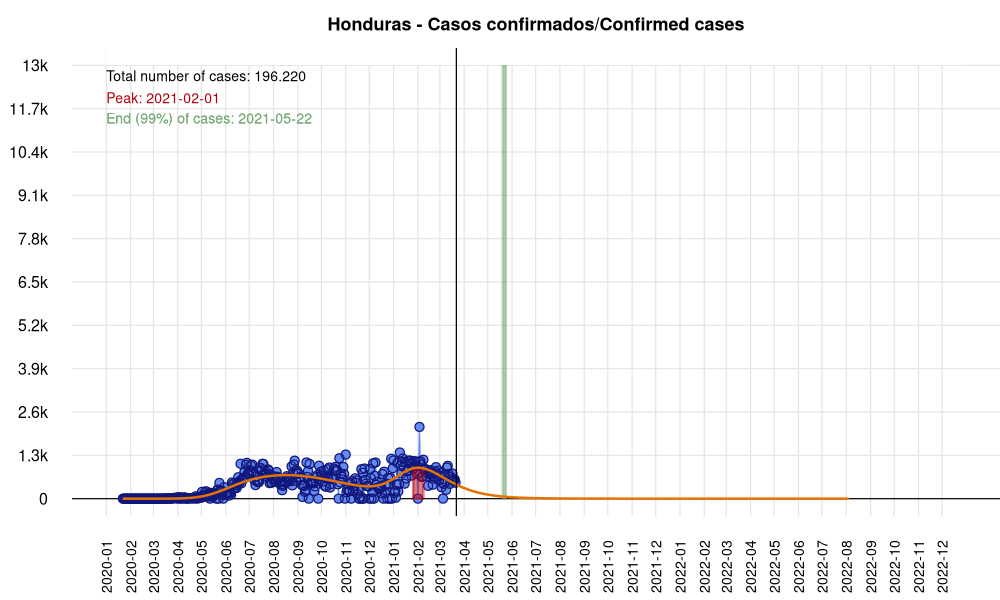 Honduras - Casos confirmados/Confirmed cases
Total number of cases: 196.220
Peak: 2021-02-01
End (99%) of cases: 2021-05-22
13k
11.7k
10.4k
9.1k
7.8k
6.5k
5.2k
3.9k
2.6k
1.3k
0
2020-01
2020-02
2020-03
2020-04
2020-05
2020-06
2020-07
2020-08
2020-09
2020-10
2020-11
2020-12
2021-01
2021-02
2021-03
2021-04
2021-05
2021-06
2021-07
2021-08
2021-09
2021-10
2021-11
2021-12
2022-01
2022-02
2022-03
2022-04
2022-05
2022-06
2022-07
2022-08
2022-09
2022-10
2022-11
2022-12